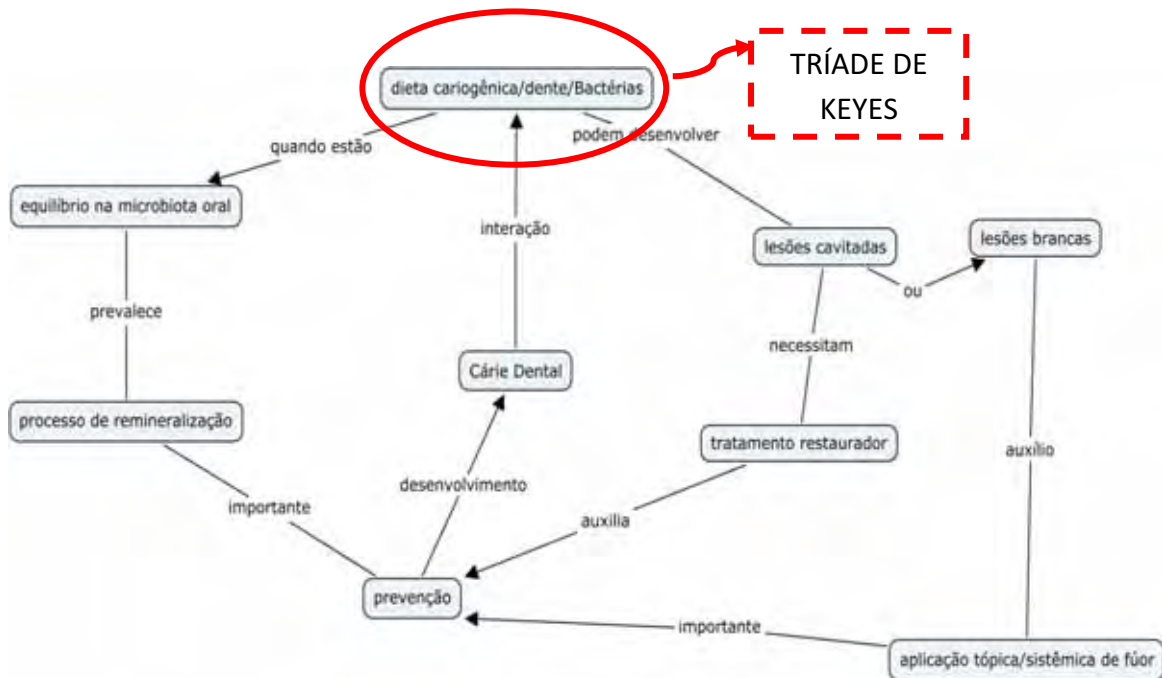 TRÍADE DE
KEYES
dieta cariogênica/dente/Bactérias
quando estão
podem desenvolver
equilíbrio na microbiota oral
interação
lesões cavitadas
lesões brancas
ou
prevalece
necessitam
Cárie Dental
processo de remineralização
tratamento restaurador
auxílio
desenvolvimento
importante
auxilia
prevenção
importante
aplicação tópica/sistêmica de fúor